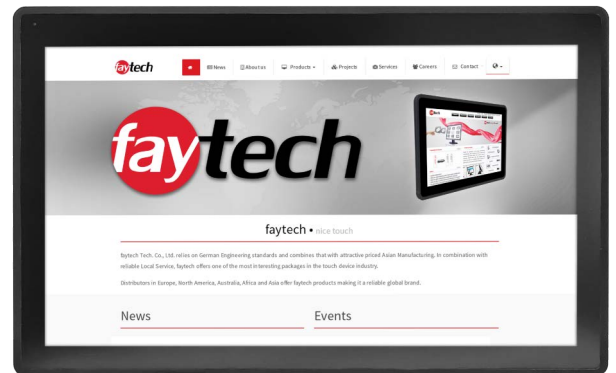 faytech
News
About us
Products
Projects
Services
Careers
Contact
faytech
faytech • nice touch
faytech Tech. Co., Ltd. relies on German Engineering standards and combines that with attractive priced Asian Manufacturing. In combination with
reliable Local Service, faytech offers one of the most interesting packages in the touch device industry.
Distributors in Europe, North America, Australia, Africa and Asia offer faytech products making it a reliable global brand.
News
Events